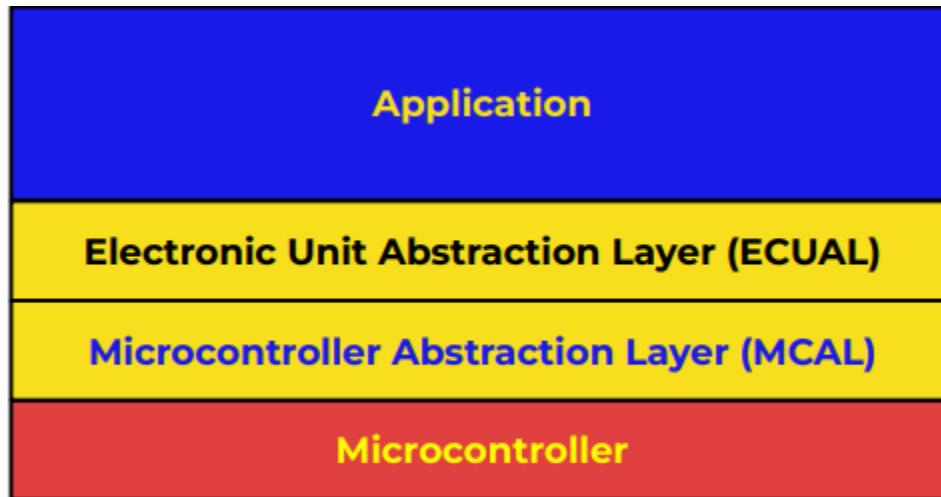 Application
Electronic Unit Abstraction Layer (ECUAL)
Microcontroller Abstraction Layer (MCAL)
Microcontroller